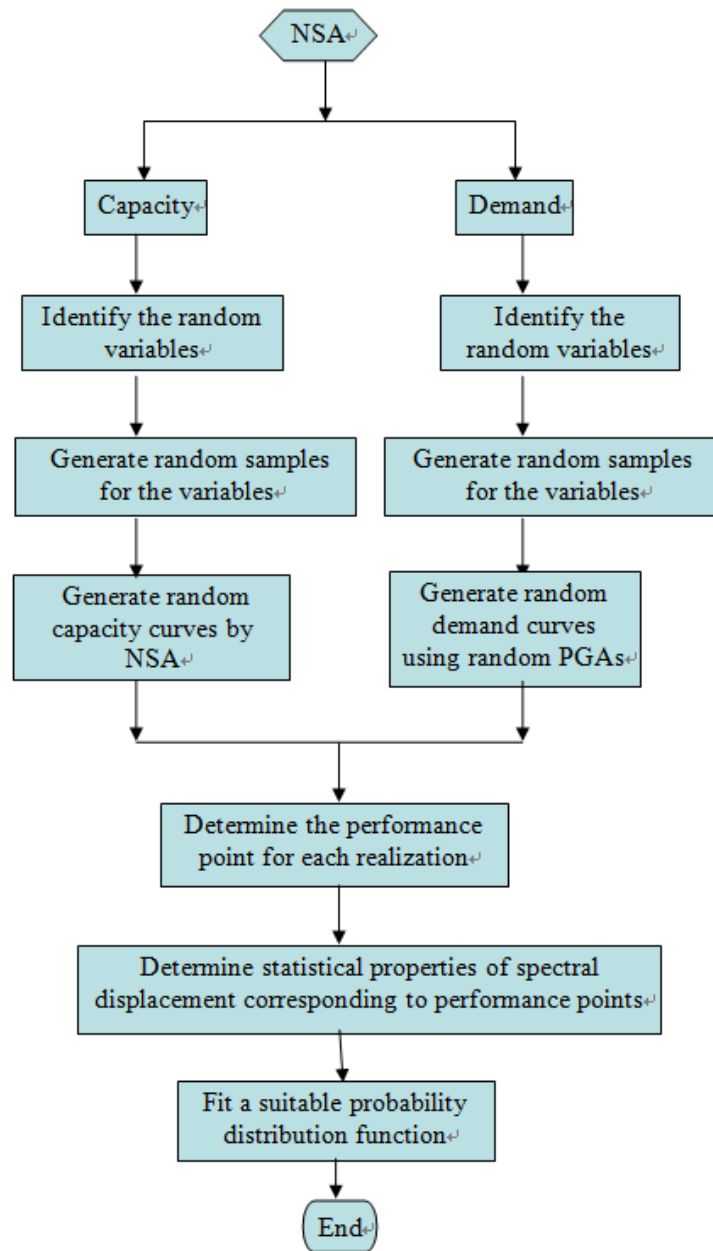 NSA
Capacity
Demand
Identify the random
variables
Identify the
random variables
Generate random samples
for the variables
Generate random samples
for the variables
Generate random
capacity curves by
NSA
Generate random
demand curves
using random PGAs
Determine the performance
point for each realization
Determine statistical properties of spectral
displacement corresponding to performance points
Fit a suitable probability
distribution function
End